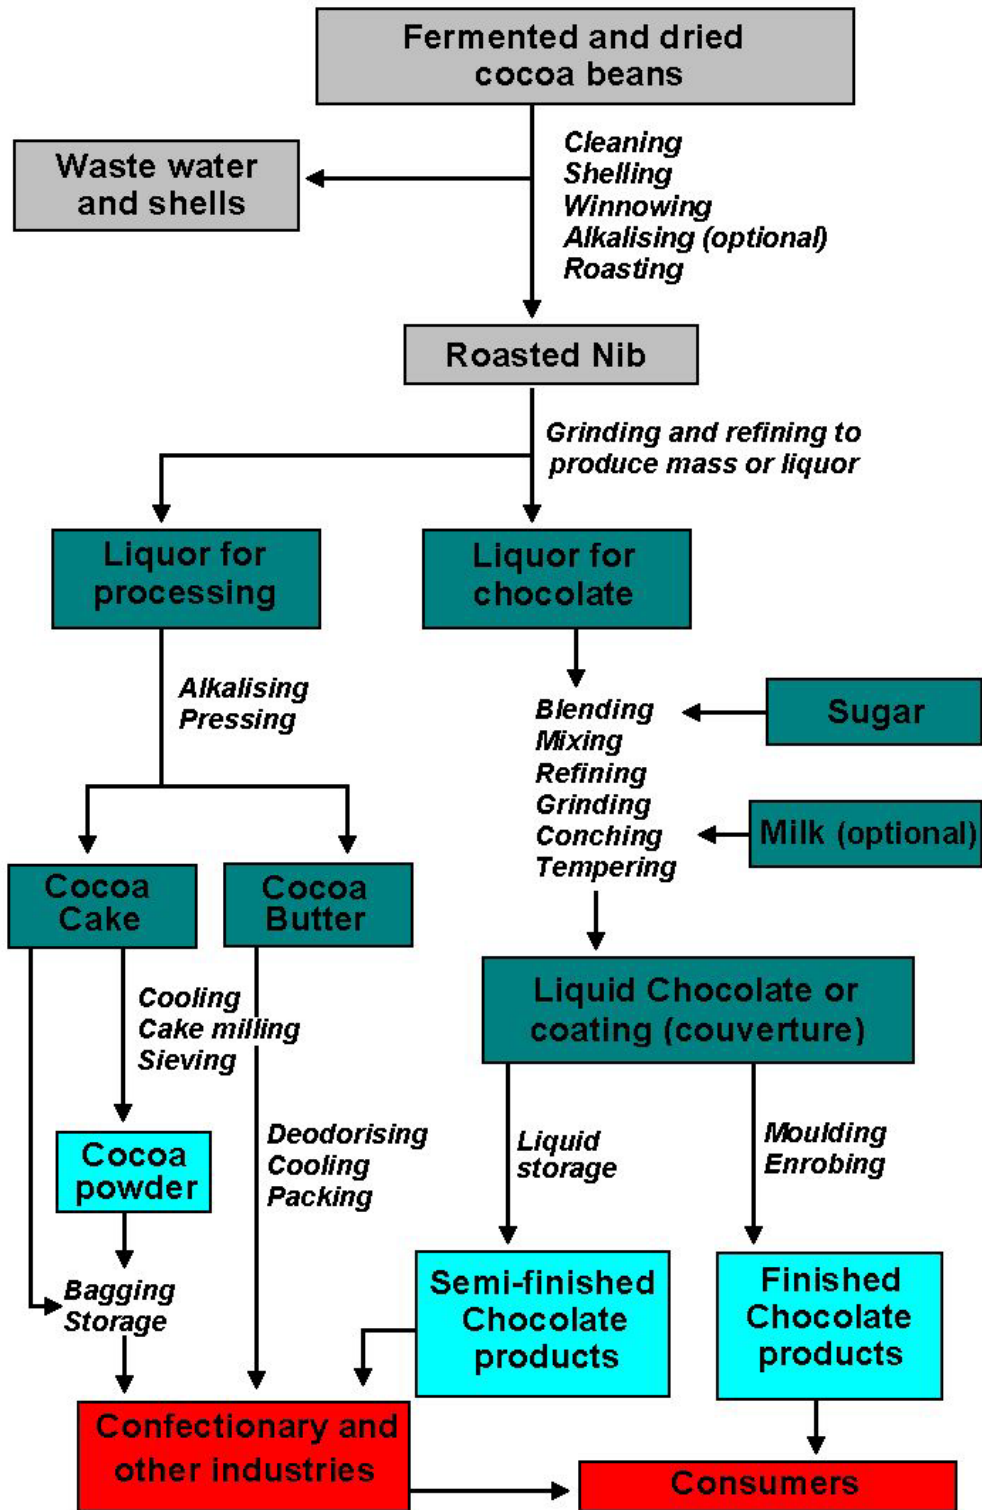 Fermented and dried
cocoa beans
Waste water
and shells
Cleaning
Shelling
Winnowing
Alkalising (optional)
Roasting
Roasted Nib
Grinding and refining to
produce mass or liquor
Liquor for
processing
Liquor for
chocolate
Alkalising
Pressing
Blending
Mixing
Refining
Grinding
Conching
Tempering
Sugar
Milk (optional)
Cocoa
Cake
Cocoa
Butter
Cooling
Cake milling
Sieving
Liquid Chocolate or
coating (couverture)
Cocoa
powder
Deodorising
Cooling
Packing
Liquid
storage
Moulding
Enrobing
Bagging
Storage
Semi-finished
Chocolate
products
Finished
Chocolate
products
Confectionary and
other industries
Consumers